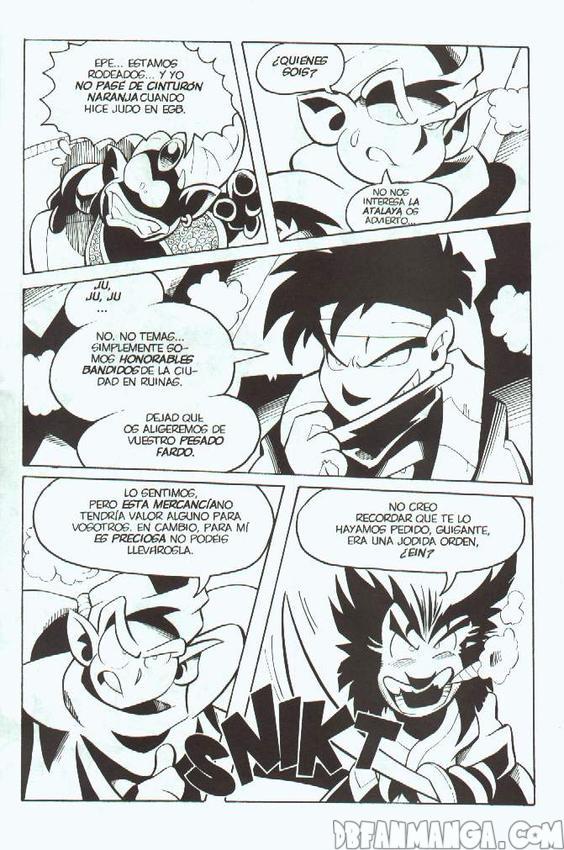 EPE... ESTAMOS
RODEADOS... Y YO
NO PASÉ DE CINTURÓN
NARANJA CUANDO
HICE JUDO EN EGB.
¿QUIENES
SOIS?
NO NOS
INTERESA LA
ATALAYA OS
ADVIERTO...
JU,
JU, JU
...
NO. NO TEMAS...
SIMPLEMENTE SO-
MOS HONORABLES
BANDIDOS DE LA CIU-
DAD EN RUINAS.
DEJAD QUE
OS ALIGEREMOS DE
VUESTRO PESADO
FARDO.
LO SENTIMOS,
PERO ESTA MERCANCÍA NO
TENDRÍA VALOR ALGUNO PARA
VOSOTROS. EN CAMBIO, PARA MÍ
ES PRECIOSA NO PODEIS
LLEVÁROSLA.
NO CREO
RECORDAR QUE TE LO
HAYAMOS PEDIDO, GUISANTE,
ERA UNA JODIDA ORDEN,
¿EIN?
SNIKT
DBFANMANGA.COM